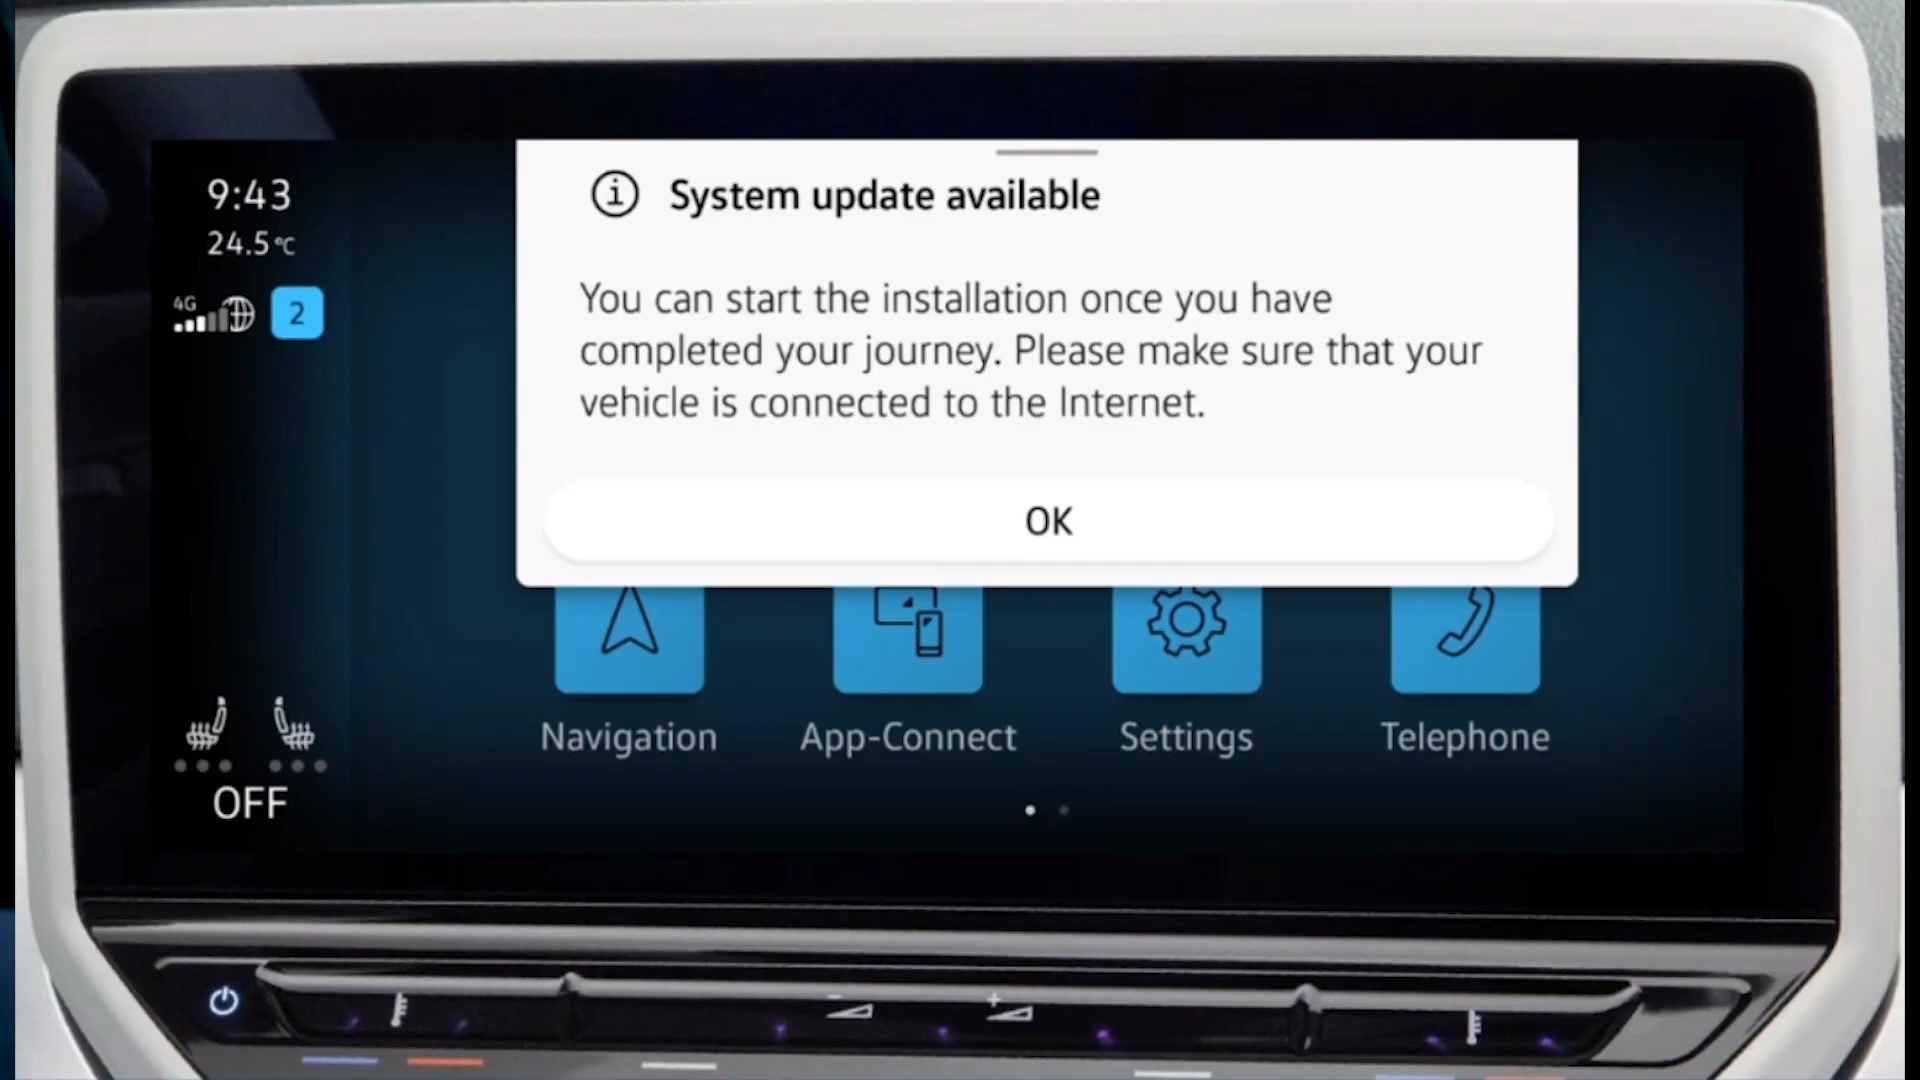 9:43
24.5°C
4G
2
System update available
You can start the installation once you have
completed your journey. Please make sure that your
vehicle is connected to the Internet.
OK
Navigation
App-Connect
Settings
Telephone
OFF